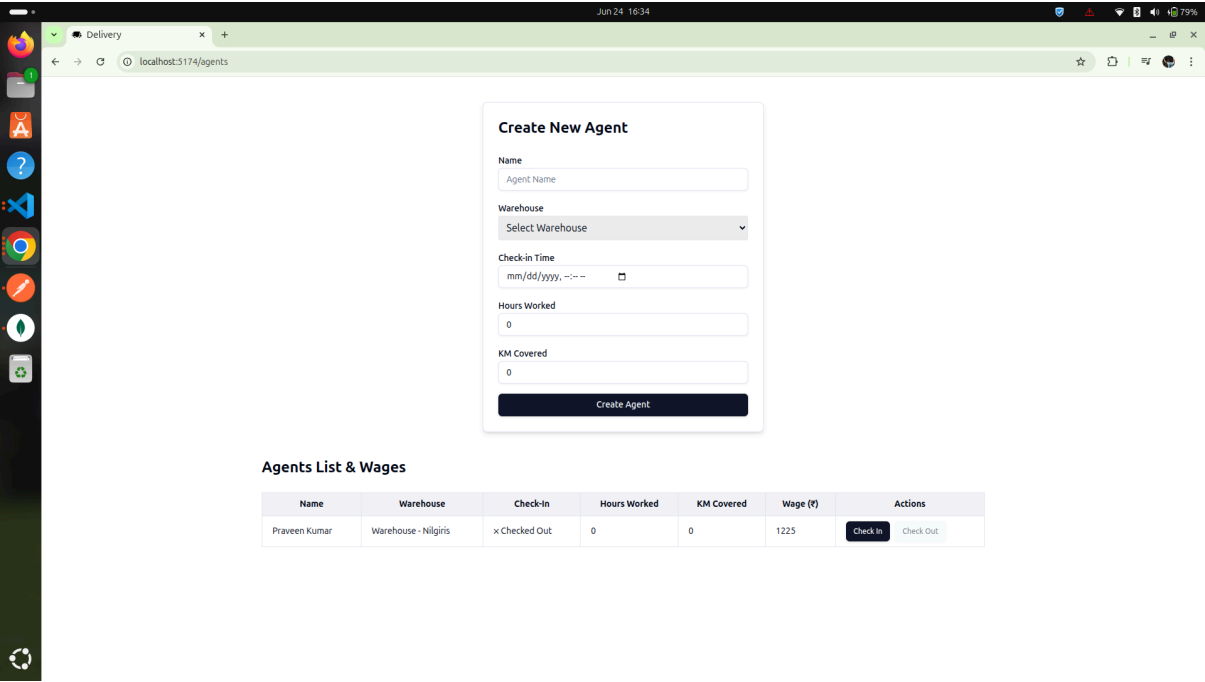 Jun 24 16:34
79%
Delivery
localhost:5174/agents
1
Create New Agent
Name
Agent Name
Warehouse
Select Warehouse
Check-in Time
mm/dd/yyyy, --:-- --
Hours Worked
0
KM Covered
0
Create Agent
Agents List & Wages
Name Warehouse Check-In Hours Worked KM Covered Wage (₹) Actions
Praveen Kumar Warehouse - Nilgiris × Checked Out 0 0 1225 Check In Check Out